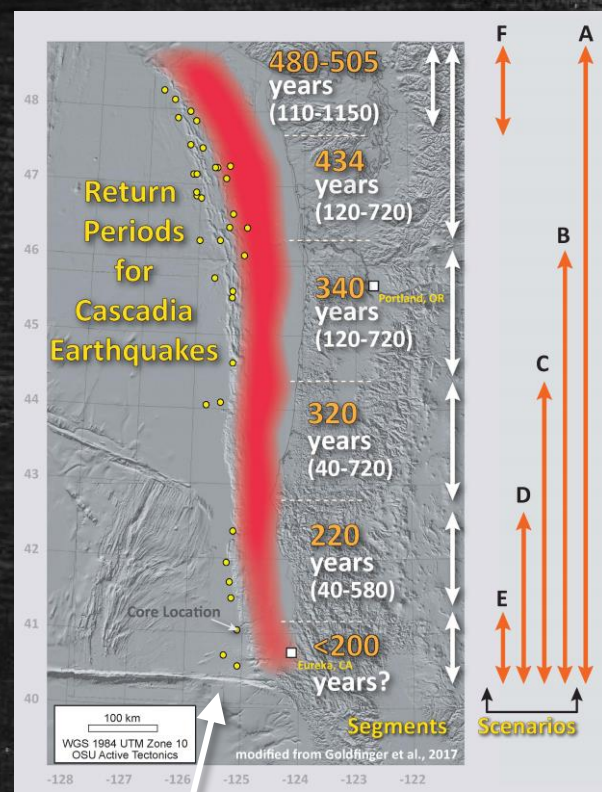 F
A
480-505
years
(110-1150)
48
434
years
(120-720)
47
Return
Periods
for
Cascadia
Earthquakes
B
46
340
years
(120-720)
Portland, OR
45
C
320
years
(40-720)
44
43
D
220
years
(40-580)
42
E
Core Location
41
<200
Eureka, CA
years?
40
100 km
WGS 1984 UTM Zone 10
OSU Active Tectonics
Segments
Scenarios
modified from Goldfinger et al., 2017
-128
-127
-126
-125
-124
-123
-122